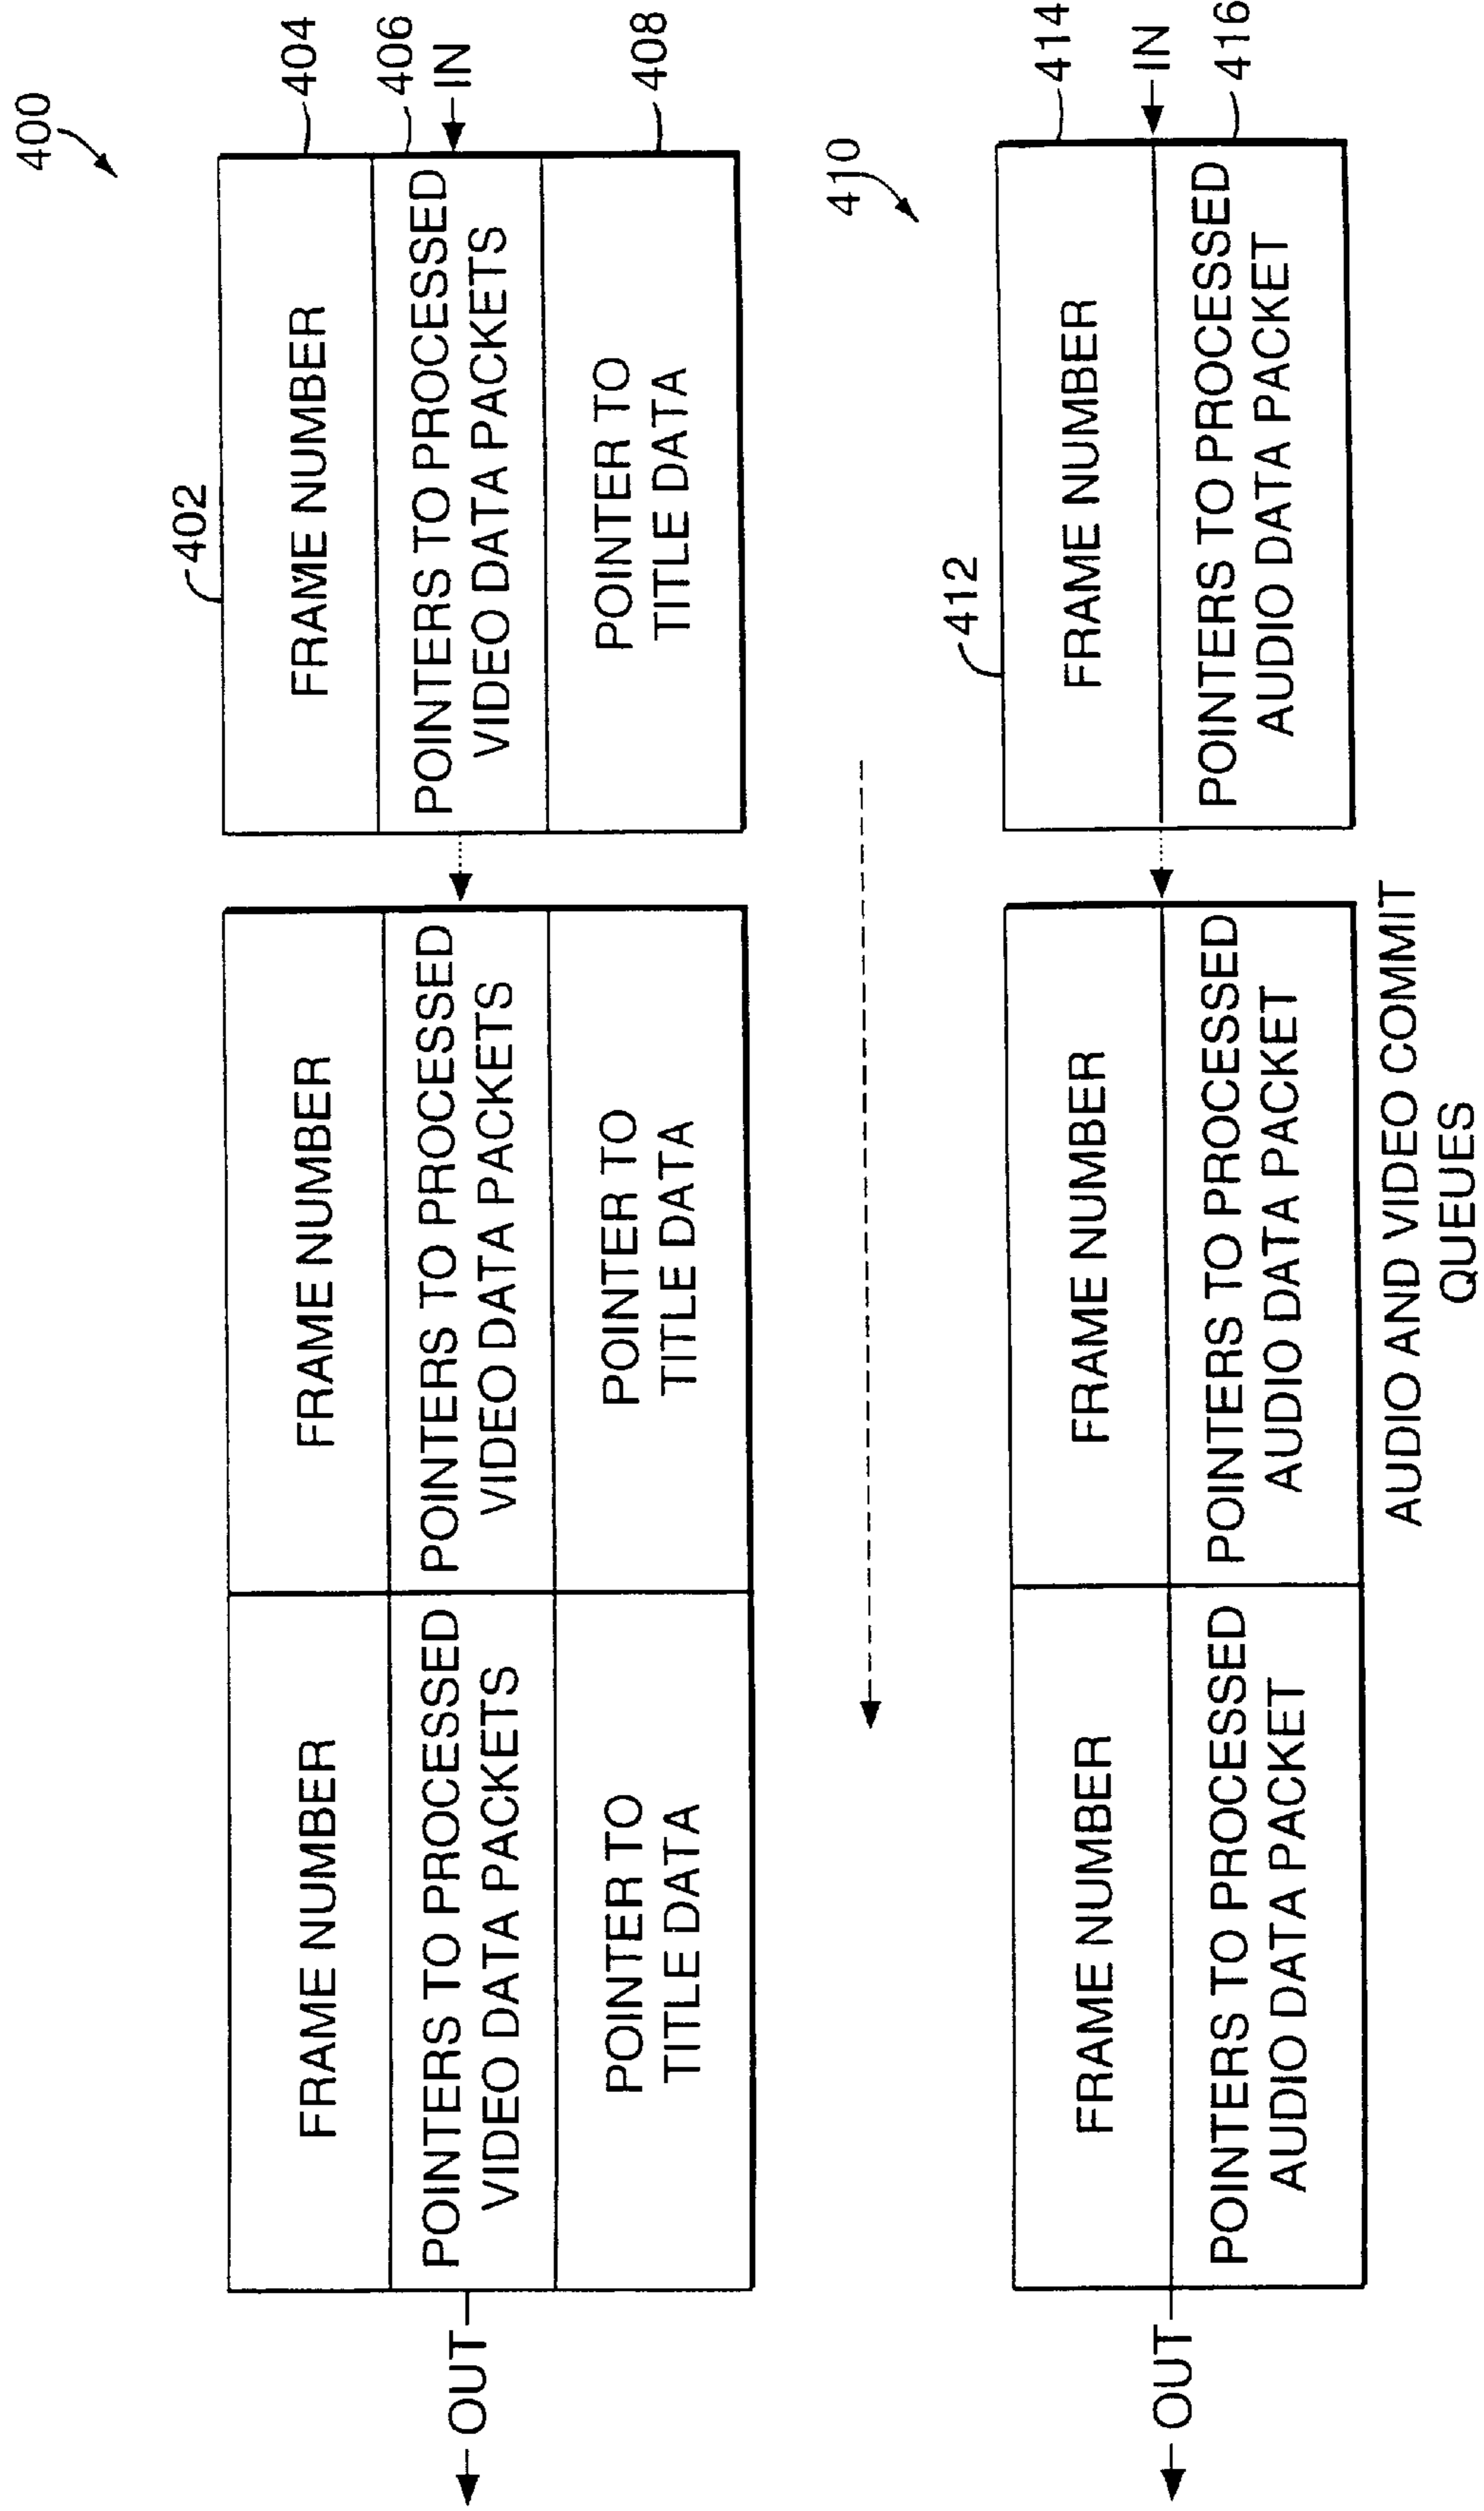 400
402
404
406
IN
408
FRAME NUMBER
POINTERS TO PROCESSED
VIDEO DATA PACKETS
POINTER TO
TITLE DATA
FRAME NUMBER
POINTERS TO PROCESSED
VIDEO DATA PACKETS
POINTER TO
TITLE DATA
FRAME NUMBER
POINTERS TO PROCESSED
VIDEO DATA PACKETS
POINTER TO
TITLE DATA
OUT
410
412
414
IN
416
FRAME NUMBER
POINTERS TO PROCESSED
AUDIO DATA PACKET
FRAME NUMBER
POINTERS TO PROCESSED
AUDIO DATA PACKET
FRAME NUMBER
POINTERS TO PROCESSED
AUDIO DATA PACKET
OUT
AUDIO AND VIDEO COMMIT
QUEUES